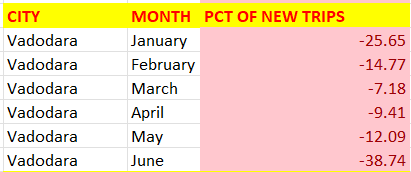 CITY MONTH PCT OF NEW TRIPS
Vadodara January -25.65
Vadodara February -14.77
Vadodara March -7.18
Vadodara April -9.41
Vadodara May -12.09
Vadodara June -38.74